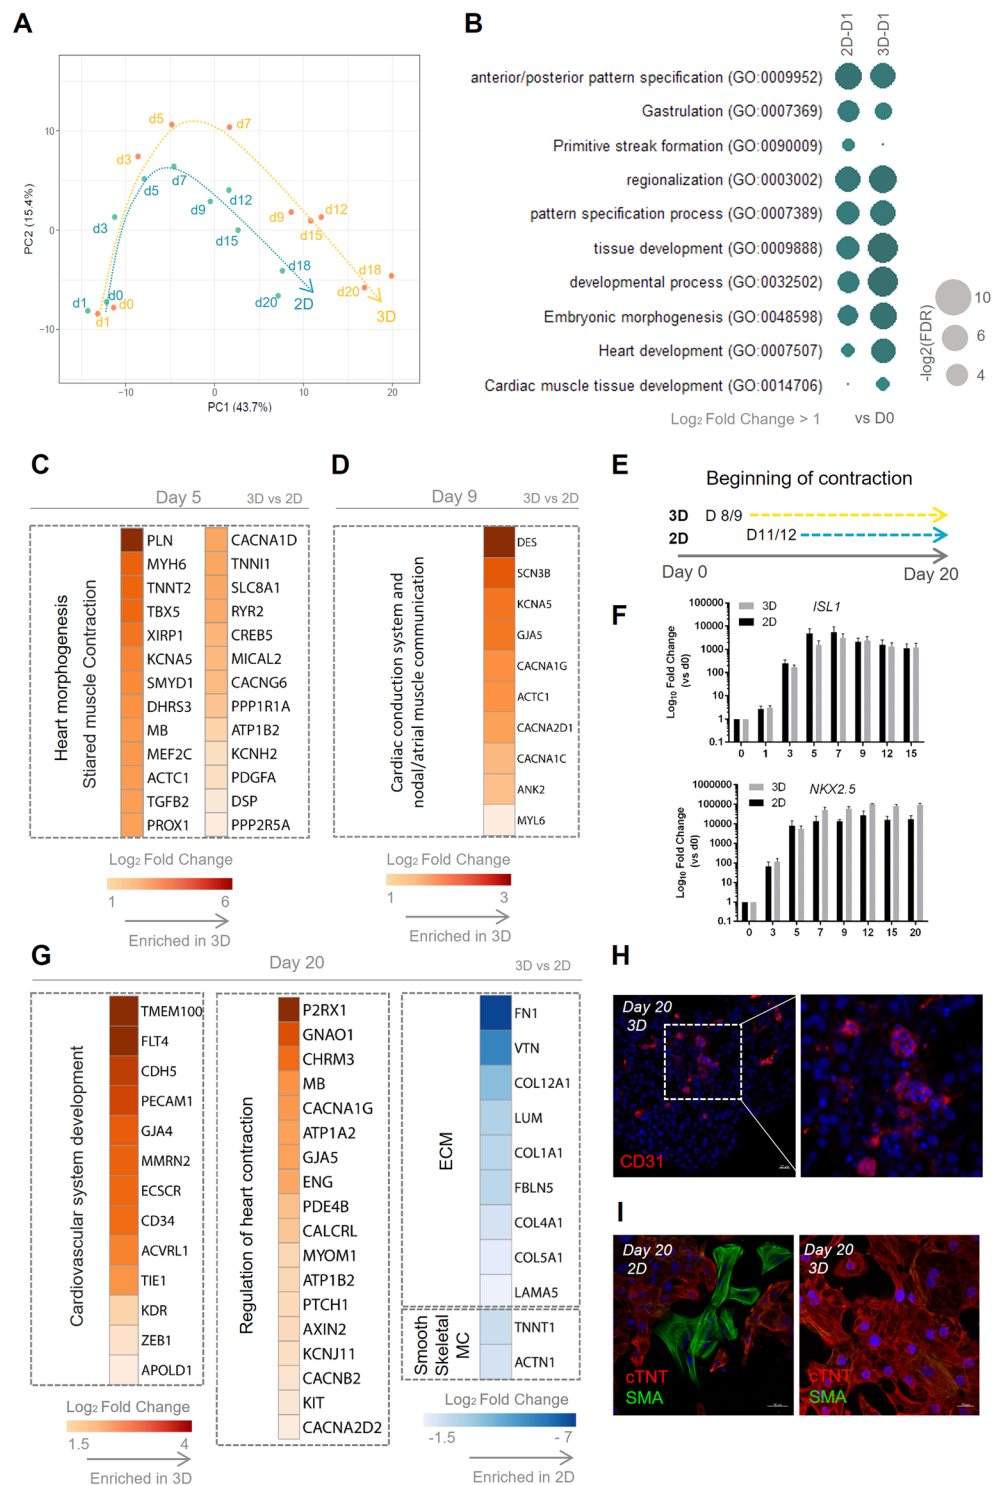 A
PC2 (15.4%)
10
0
−10
−10
0
10
20
PC1 (43.7%)
d5
d7
d3
d7
d5
d12
d9
d3
d9
d12
d15
d15
d18
d18
d20
d20
d1
d0
d0
d1
2D
3D
B
2D-D1
3D-D1
anterior/posterior pattern specification (GO:0009952)
Gastrulation (GO:0007369)
Primitive streak formation (GO:0090009)
regionalization (GO:0003002)
pattern specification process (GO:0007389)
tissue development (GO:0009888)
developmental process (GO:0032502)
Embryonic morphogenesis (GO:0048598)
Heart development (GO:0007507)
Cardiac muscle tissue development (GO:0014706)
-log2(FDR)
10
6
4
Log2 Fold Change > 1
vs D0
C
Day 5
3D vs 2D
Heart morphogenesis
Stiared muscle Contraction
PLN
MYH6
TNNT2
TBX5
XIRP1
KCNA5
SMYD1
DHRS3
MB
MEF2C
ACTC1
TGFB2
PROX1
CACNA1D
TNNI1
SLC8A1
RYR2
CREB5
MICAL2
CACNG6
PPP1R1A
ATP1B2
KCNH2
PDGFA
DSP
PPP2R5A
Log2 Fold Change
1
6
Enriched in 3D
D
Day 9
3D vs 2D
Cardiac conduction system and
nodal/atrial muscle communication
DES
SCN3B
KCNA5
GJA5
CACNA1G
ACTC1
CACNA2D1
CACNA1C
ANK2
MYL6
Log2 Fold Change
1
3
Enriched in 3D
E
Beginning of contraction
3D D 8/9
2D D11/12
Day 0
Day 20
F
ISL1
3D
2D
Log10 Fold Change
(vs d0)
100000
10000
1000
100
10
1
0.1
0 1 3 5 7 9 12 15
NKX2.5
3D
2D
Log10 Fold Change
(vs d0)
1000000
100000
10000
1000
100
10
1
0.1
0 3 5 7 9 12 15 20
G
Day 20
3D vs 2D
Cardiovascular system development
TMEM100
FLT4
CDH5
PECAM1
GJA4
MMRN2
ECSCR
CD34
ACVRL1
TIE1
KDR
ZEB1
APOLD1
Log2 Fold Change
1.5
4
Enriched in 3D
Regulation of heart contraction
P2RX1
GNAO1
CHRM3
MB
CACNA1G
ATP1A2
GJA5
ENG
PDE4B
CALCRL
MYOM1
ATP1B2
PTCH1
AXIN2
KCNJ11
CACNB2
KIT
CACNA2D2
ECM
FN1
VTN
COL12A1
LUM
COL1A1
FBLN5
COL4A1
COL5A1
LAMA5
Smooth
Skeletal
MC
TNNT1
ACTN1
Log2 Fold Change
-1.5
- 7
Enriched in 2D
H
Day 20
3D
CD31
I
Day 20
2D
cTNT
SMA
Day 20
3D
cTNT
SMA